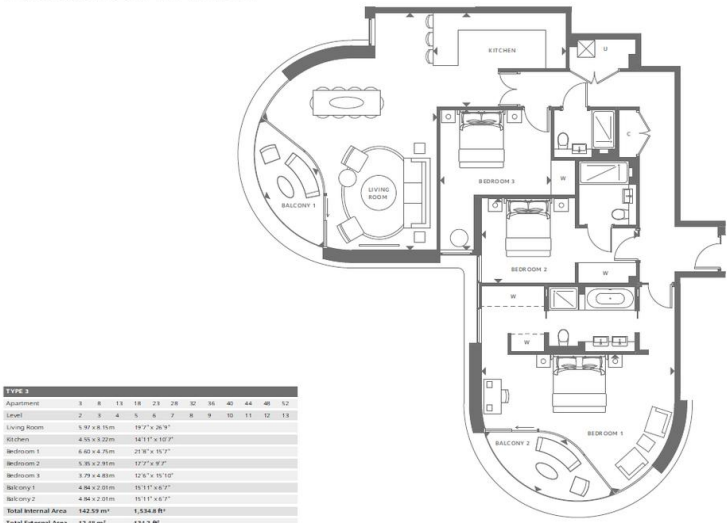 KITCHEN
U
C
BEDROOM 3
W
LIVING
ROOM
BALCONY 1
BEDROOM 2
W
W
W
BEDROOM 1
BALCONY 2
TYPE 3
Apartment 3 8 13 18 23 28 32 36 40 44 48 52
Level 2 3 4 5 6 7 8 9 10 11 12 13
Living Room 5.97 x 8.15m 19'7" x 26'9"
Kitchen 4.55 x 3.22m 14'11" x 10'7"
Bedroom 1 6.60 x 4.75m 21'8" x 15'7"
Bedroom 2 5.35 x 2.91m 17'7" x 9'7"
Bedroom 3 3.79 x 4.83m 12'6" x 15'10"
Balcony 1 4.84 x 2.01m 15'11" x 6'7"
Balcony 2 4.84 x 2.01m 15'11" x 6'7"
Total Internal Area 142.59 m² 1,534.8 ft²
Total External Area